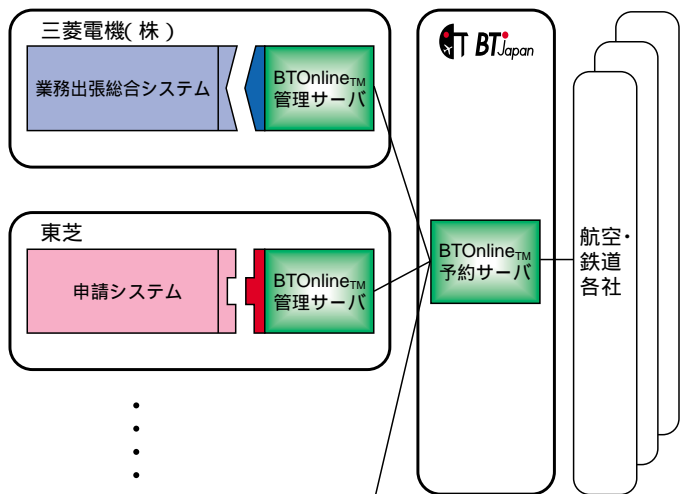 三菱電機(株)
業務出張総合システム
BTOnline™
管理サーバ
東芝
申請システム
BTOnline™
管理サーバ
BT Japan
BTOnline™
予約サーバ
航空・
鉄道
各社